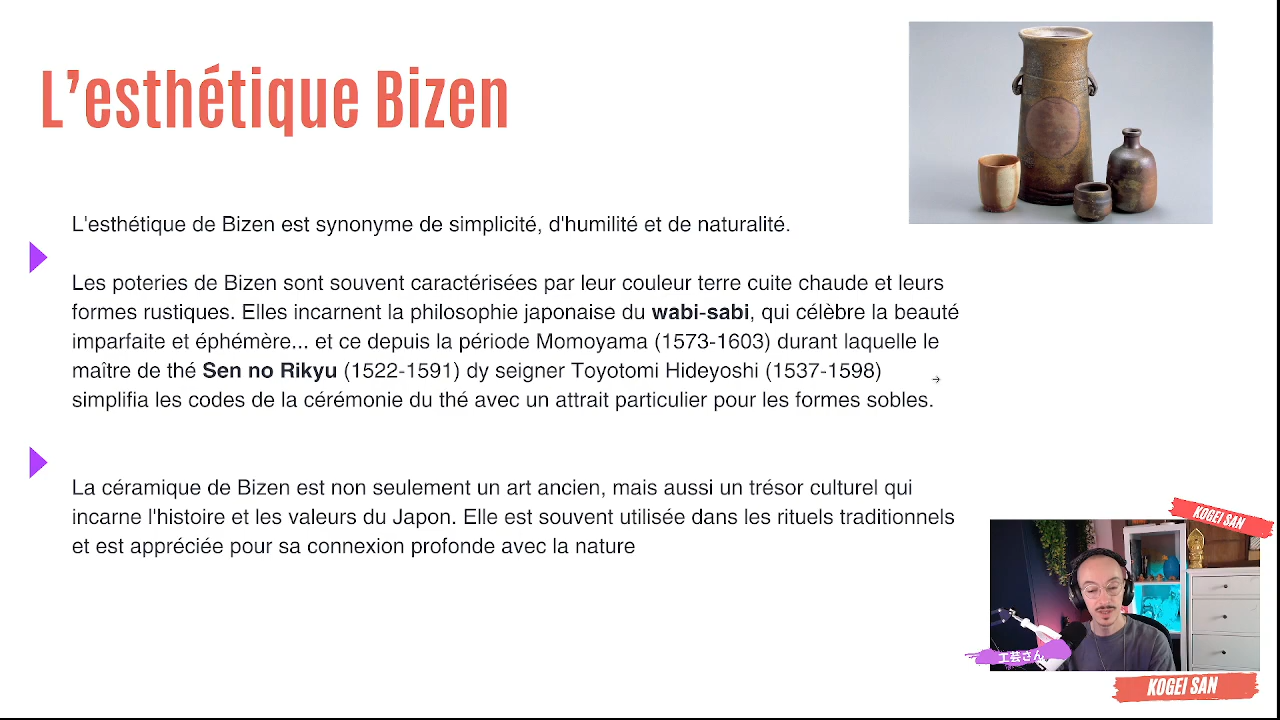 L’esthétique Bizen
L'esthétique de Bizen est synonyme de simplicité, d'humilité et de naturalité.
Les poteries de Bizen sont souvent caractérisées par leur couleur terre cuite chaude et leurs
formes rustiques. Elles incarnent la philosophie japonaise du wabi-sabi, qui célèbre la beauté
imparfaite et éphémère... et ce depuis la période Momoyama (1573-1603) durant laquelle le
maître de thé Sen no Rikyu (1522-1591) dy seigner Toyotomi Hideyoshi (1537-1598)
simplifia les codes de la cérémonie du thé avec un attrait particulier pour les formes sobles.
La céramique de Bizen est non seulement un art ancien, mais aussi un trésor culturel qui
incarne l'histoire et les valeurs du Japon. Elle est souvent utilisée dans les rituels traditionnels
et est appréciée pour sa connexion profonde avec la nature
KOGEI SAN
工芸さん
KOGEI SAN